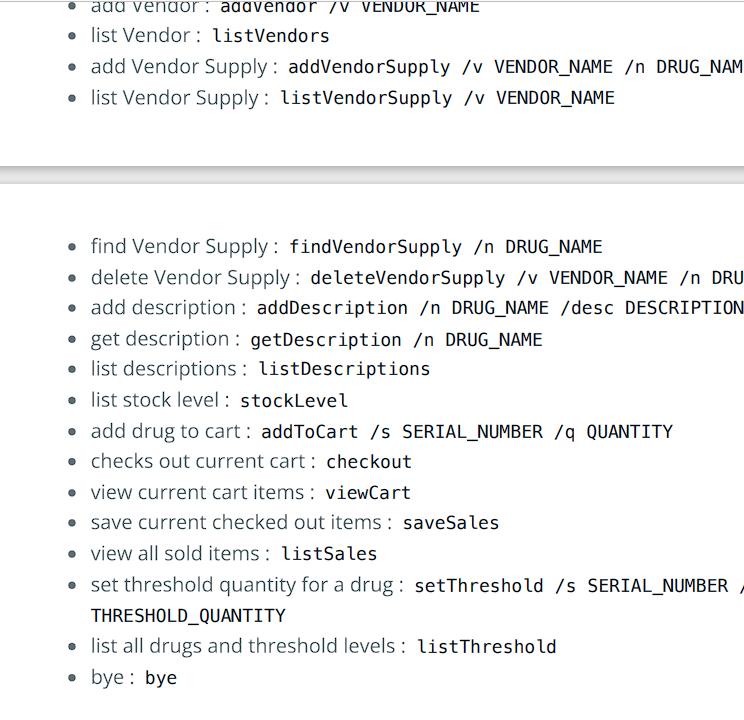 add Vendor : addVendor /v VENDOR_NAME
list Vendor : listVendors
add Vendor Supply : addVendorSupply /v VENDOR_NAME /n DRUG_NAM
list Vendor Supply : listVendorSupply /v VENDOR_NAME
find Vendor Supply : findVendorSupply /n DRUG_NAME
delete Vendor Supply : deleteVendorSupply /v VENDOR_NAME /n DRU
add description : addDescription /n DRUG_NAME /desc DESCRIPTION
get description : getDescription /n DRUG_NAME
list descriptions : listDescriptions
list stock level : stockLevel
add drug to cart : addToCart /s SERIAL_NUMBER /q QUANTITY
checks out current cart : checkout
view current cart items : viewCart
save current checked out items : saveSales
view all sold items : listSales
set threshold quantity for a drug : setThreshold /s SERIAL_NUMBER /
THRESHOLD_QUANTITY
list all drugs and threshold levels : listThreshold
bye : bye